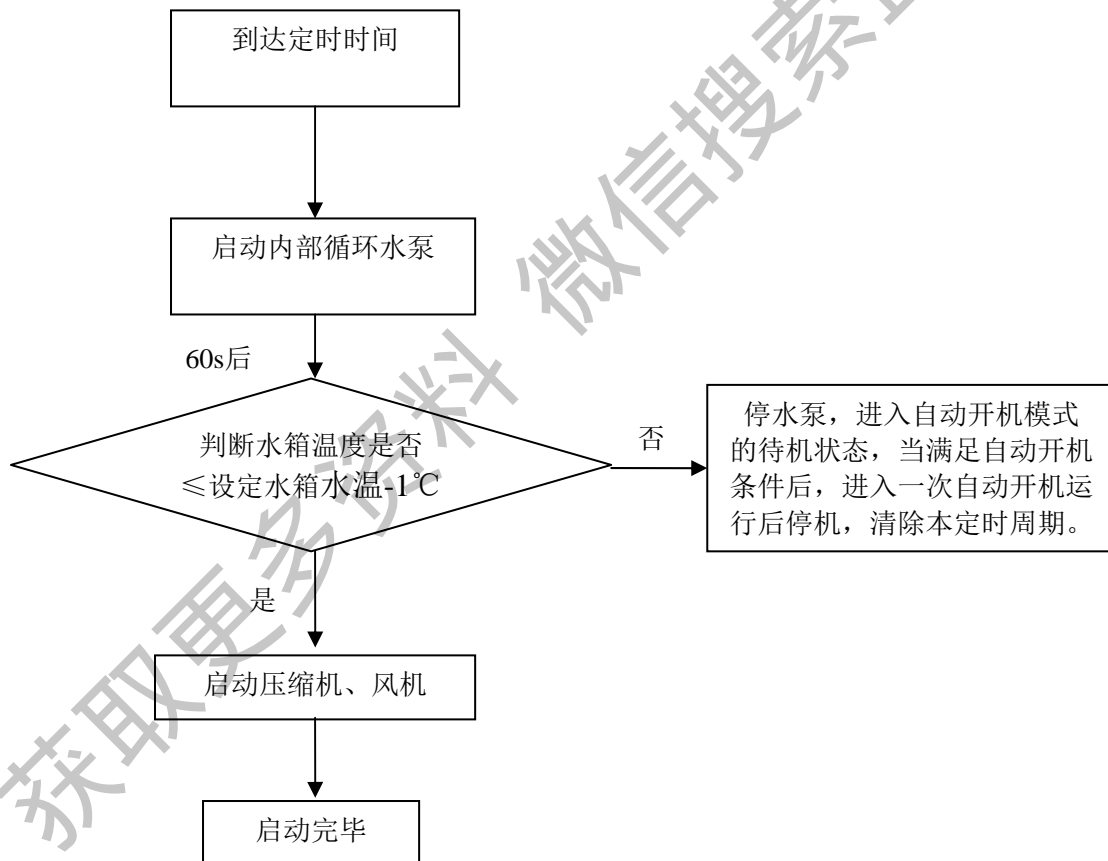 到达定时时间
启动内部循环水泵
60s后
判断水箱温度是否
≤设定水箱水温-1℃
否
停水泵，进入自动开机模式
的待机状态，当满足自动开机
条件后，进入一次自动开机运
行后停机，清除本定时周期。
是
启动压缩机、风机
启动完毕
获取更多资料 微信搜索